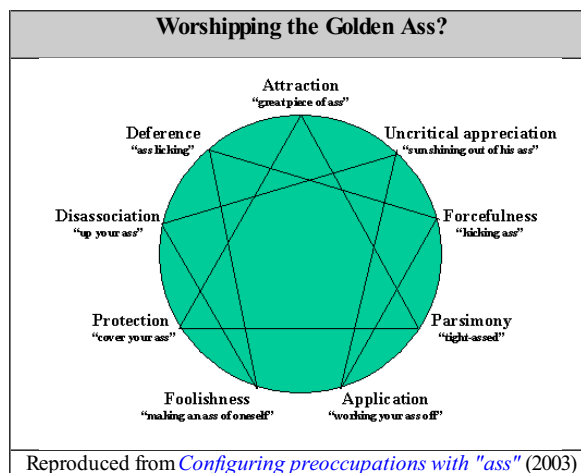 Worshipping the Golden Ass?
Attraction
"great piece of ass"
Deference
"ass licking"
Uncritical appreciation
"sun shining out of his ass"
Disassociation
"up your ass"
Forcefulness
"kicking ass"
Protection
"cover your ass"
Parsimony
"tight-assed"
Foolishness
"making an ass of oneself"
Application
"working your ass off"
Reproduced from Configuring preoccupations with "ass" (2003)